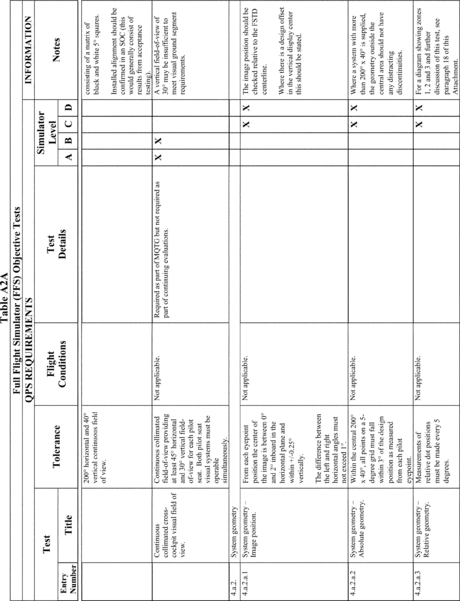 Table A2A
Full Flight Simulator (FFS) Objective Tests
QPS REQUIREMENTS
INFORMATION
Test
Tolerance
Flight
Conditions
Test
Details
Simulator
Level
Notes
Entry
Number
Title
A B C D
200° horizontal and 40°
vertical continuous field
of view.
consisting of a matrix of
black and white 5° squares.
Installed alignment should be
confirmed in an SOC (this
would generally consist of
results from acceptance
testing).
Continuous
collimated cross-
cockpit visual field of
view.
Continuous collimated
field-of-view providing
at least 45° horizontal
and 30° vertical field-
of-view for each pilot
seat. Both pilot seat
visual systems must be
operable
simultaneously.
Not applicable.
Required as part of MQTG but not required as
part of continuing evaluations.
X X
A vertical field-of-view of
30° may be insufficient to
meet visual ground segment
requirements.
4.a.2.
System geometry
4.a.2.a.1
System geometry –
Image position.
From each eyepoint
position the center of
the image is between 0°
and 2° inboard in the
horizontal plane and
within +/-0.25°
vertically.
The difference between
the left and right
horizontal angles must
not exceed 1°.
Not applicable.
X X
The image position should be
checked relative to the FSTD
centerline.
Where there is a design offset
in the vertical display center
this should be stated.
4.a.2.a.2
System geometry –
Absolute geometry.
Within the central 200°
x 40°, all points on a 5-
degree grid must fall
within 3° of the design
position as measured
from each pilot
eyepoint.
Not applicable.
X X
Where a system with more
than 200° x 40° is supplied,
the geometry outside the
central area should not have
any distracting
discontinuities.
4.a.2.a.3
System geometry –
Relative geometry.
Measurements of
relative dot positions
must be made every 5
degrees.
Not applicable.
X X
For a diagram showing zones
1, 2 and 3 and further
discussion of this test, see
paragraph 18 of this
Attachment.